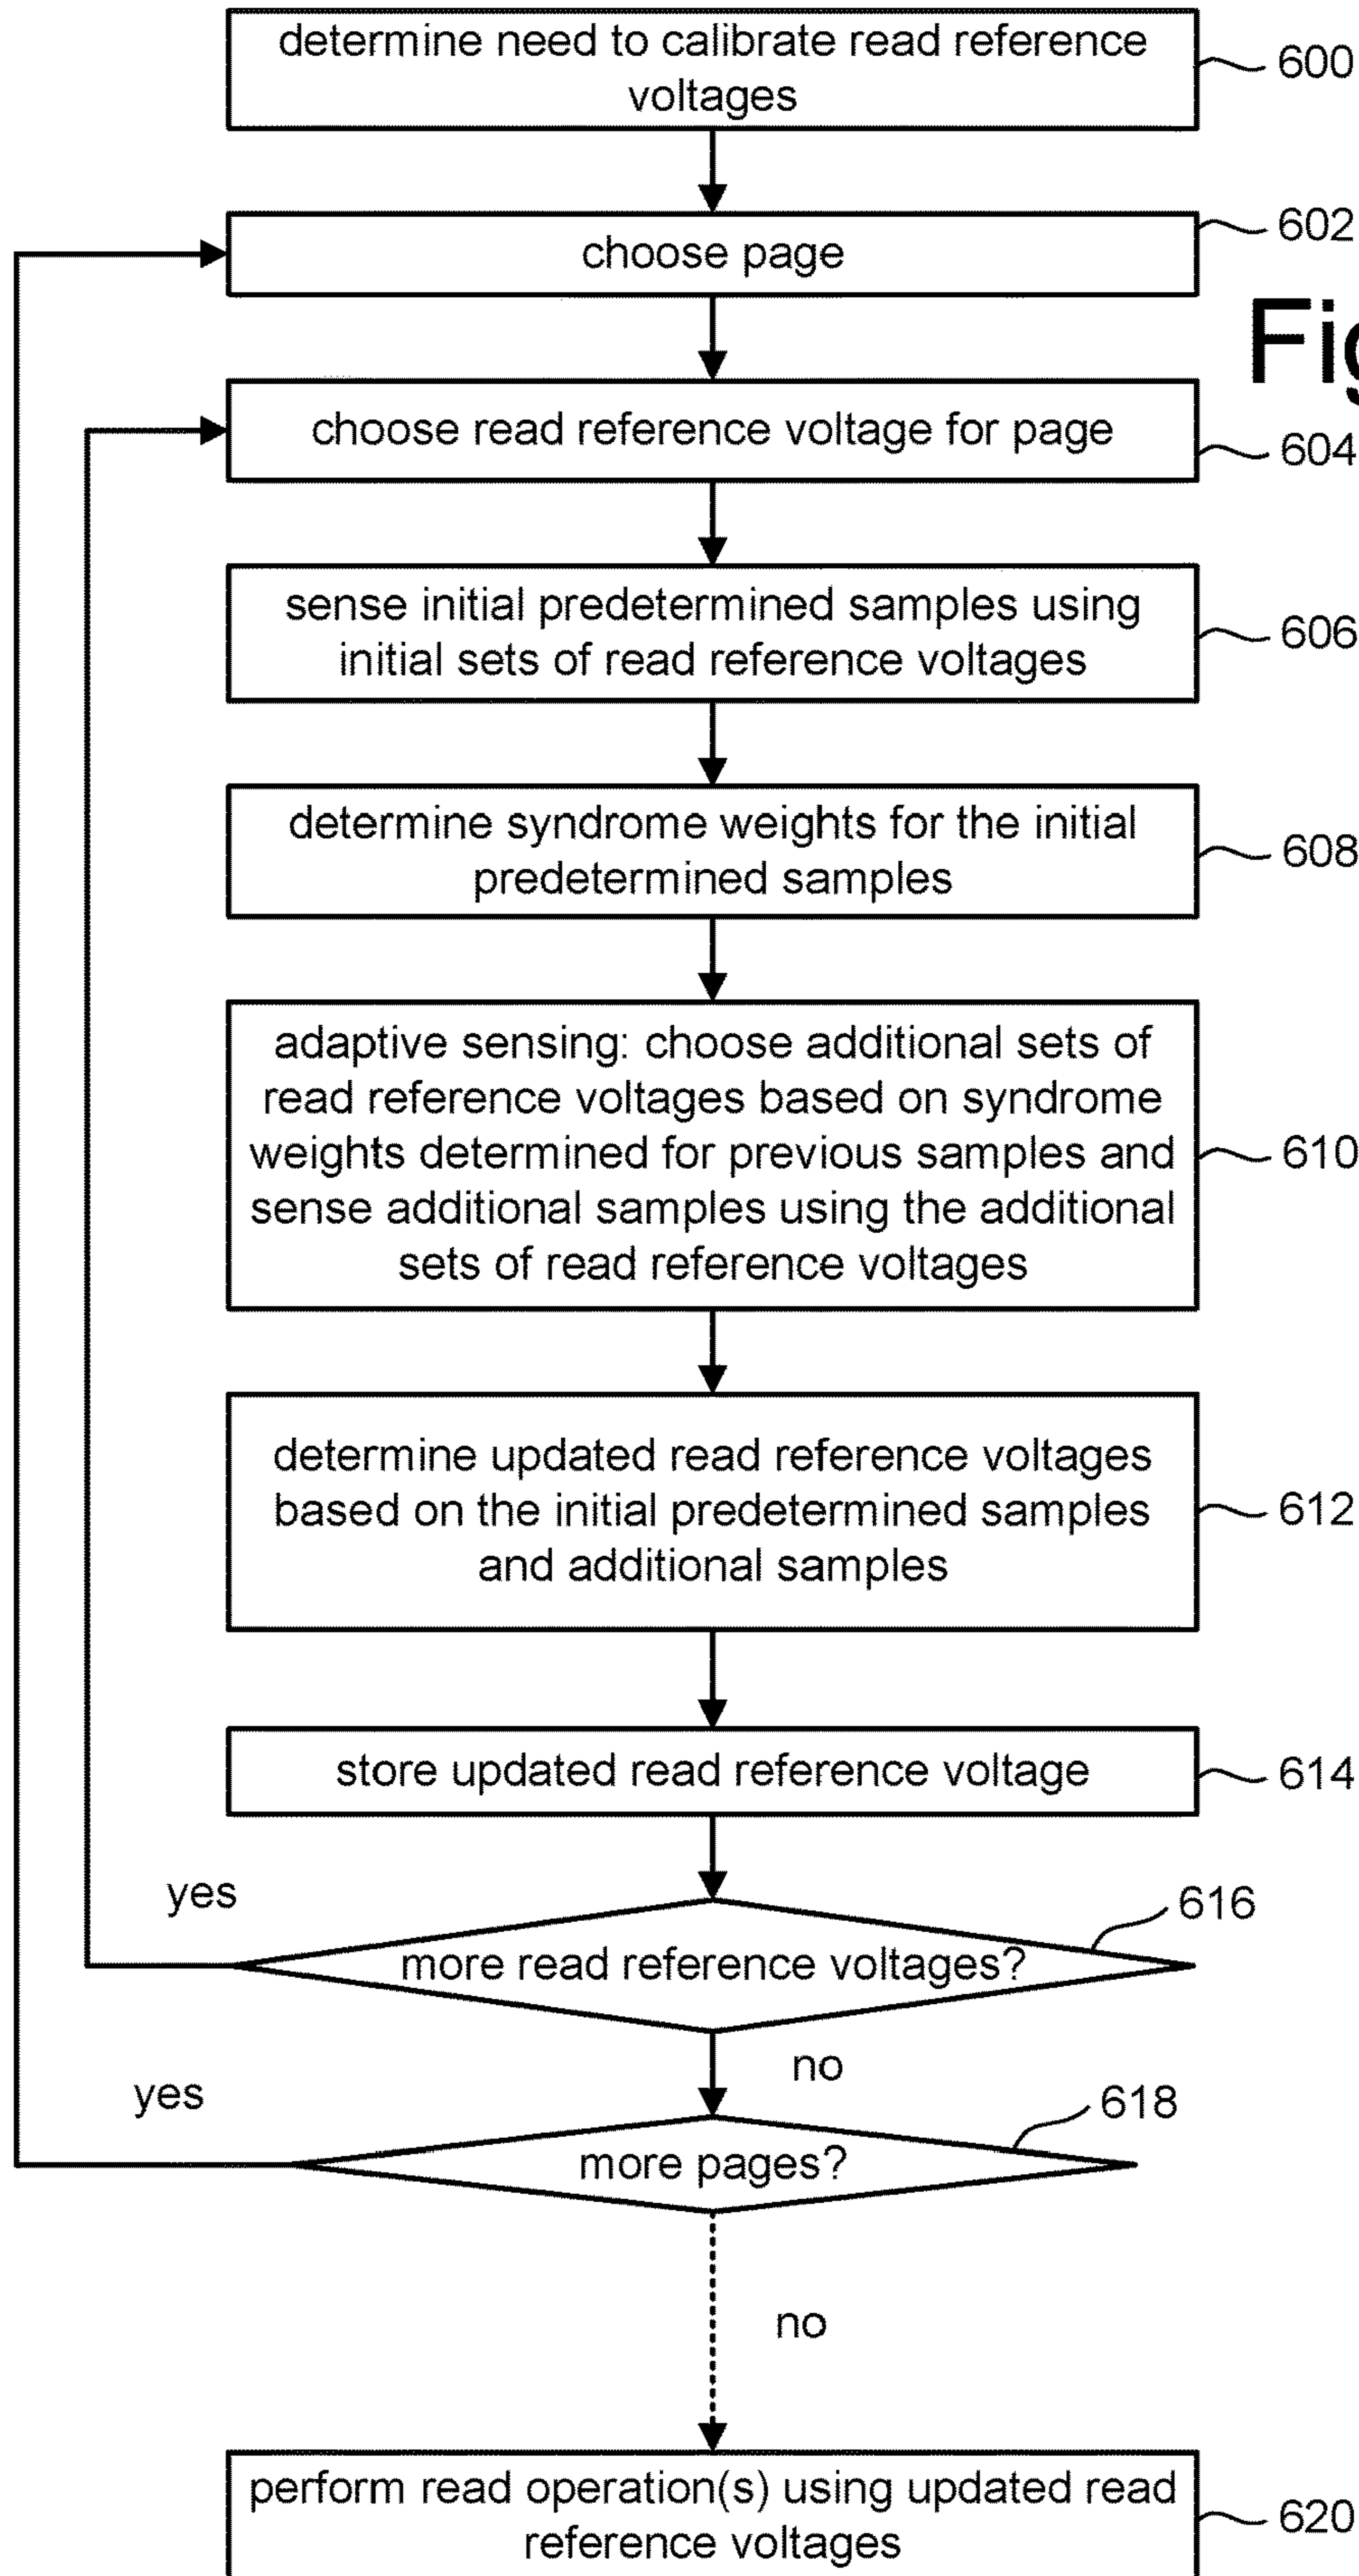 determine need to calibrate read reference
voltages
600
choose page
602
Fig
choose read reference voltage for page
604
sense initial predetermined samples using
initial sets of read reference voltages
606
determine syndrome weights for the initial
predetermined samples
608
adaptive sensing: choose additional sets of
read reference voltages based on syndrome
weights determined for previous samples and
sense additional samples using the additional
sets of read reference voltages
610
determine updated read reference voltages
based on the initial predetermined samples
and additional samples
612
store updated read reference voltage
614
yes
616
more read reference voltages?
no
yes
618
more pages?
no
perform read operation(s) using updated read
reference voltages
620